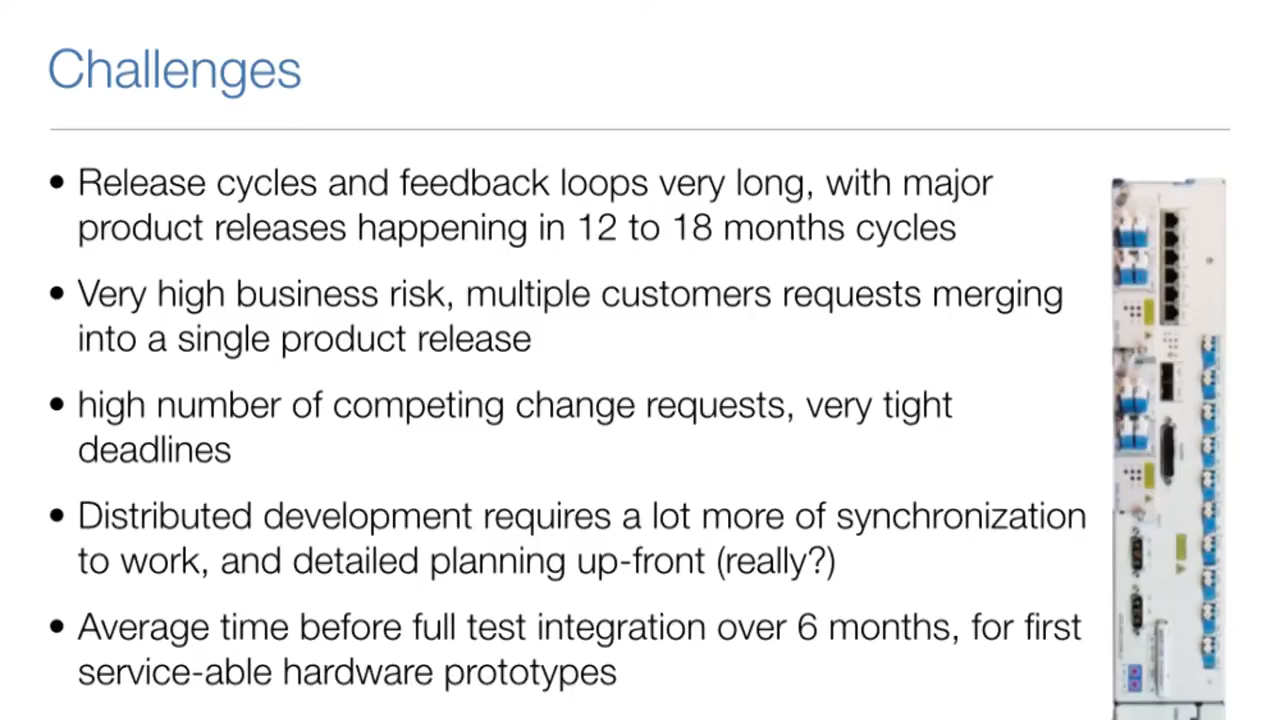 Challenges
• Release cycles and feedback loops very long, with major
product releases happening in 12 to 18 months cycles
• Very high business risk, multiple customers requests merging
into a single product release
• high number of competing change requests, very tight
deadlines
• Distributed development requires a lot more of synchronization
to work, and detailed planning up-front (really?)
• Average time before full test integration over 6 months, for first
service-able hardware prototypes